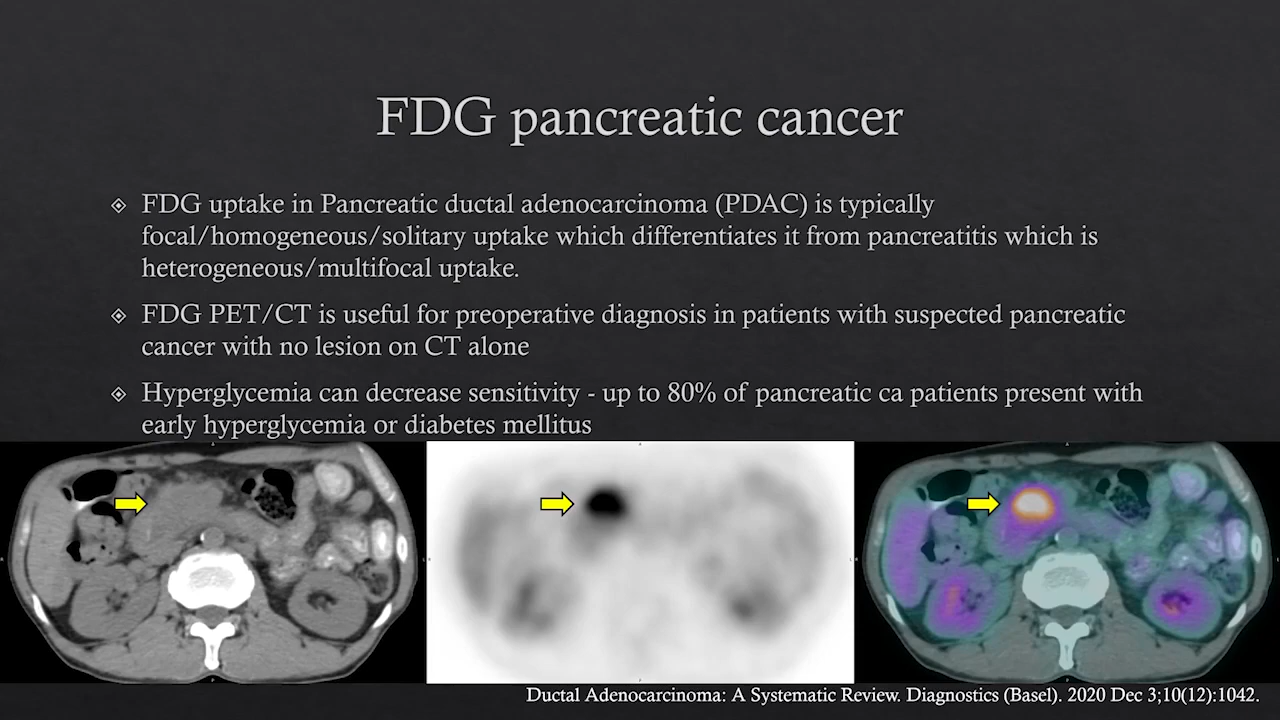 FDG pancreatic cancer
FDG uptake in Pancreatic ductal adenocarcinoma (PDAC) is typically
focal/homogeneous/solitary uptake which differentiates it from pancreatitis which is
heterogeneous/multifocal uptake.
FDG PET/CT is useful for preoperative diagnosis in patients with suspected pancreatic
cancer with no lesion on CT alone
Hyperglycemia can decrease sensitivity - up to 80% of pancreatic ca patients present with
early hyperglycemia or diabetes mellitus
Ductal Adenocarcinoma: A Systematic Review. Diagnostics (Basel). 2020 Dec 3;10(12):1042.